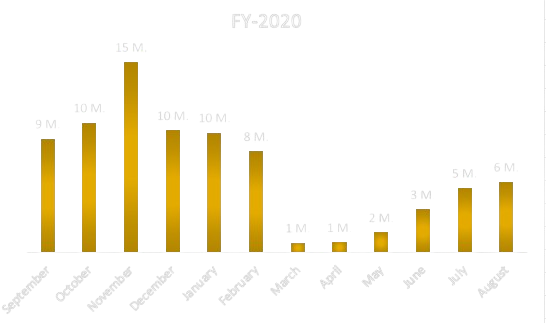 FY-2020
15 M.
10 M
9 M
10 M.
10 M.
8 M.
1 M
1 M
2 M
3 M
5 M.
6 M.
September
October
November
December
January
February
March
April
May
June
July
August